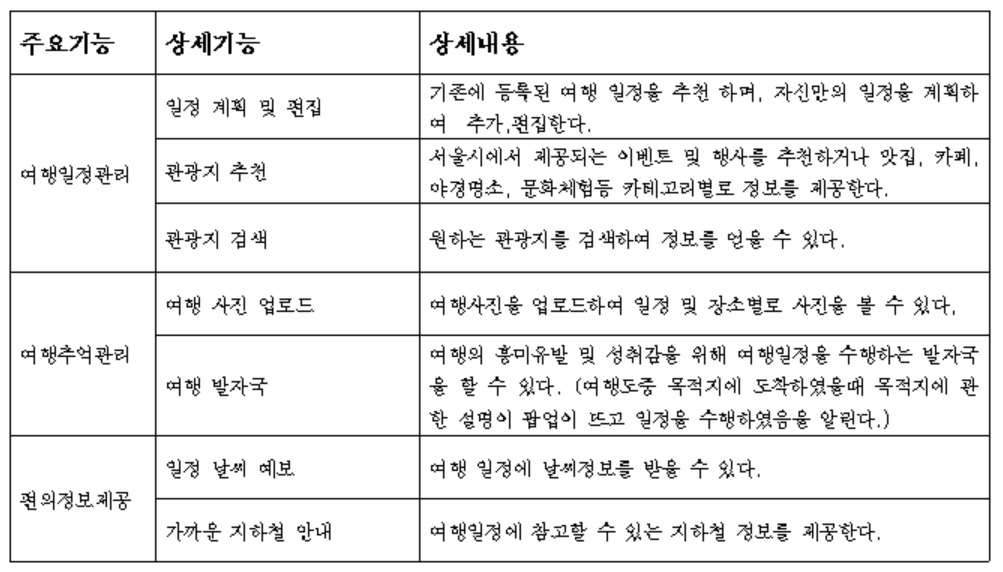 주요기능 상세기능 상세내용
여행일정관리
일정 계획 및 편집
기존에 등록된 여행 일정을 추천 하며, 자신만의 일정을 계획하
여 추가,편집한다.
관광지 추천
서울시에서 제공되는 이벤트 및 행사를 추천하거나 맛집, 카페,
야경명소, 문화체험등 카테고리별로 정보를 제공한다.
관광지 검색
원하는 관광지를 검색하여 정보를 얻을 수 있다.
여행추억관리
여행 사진 업로드
여행사진을 업로드하여 일정 및 장소별로 사진을 볼 수 있다,
여행 발자국
여행의 흥미유발 및 성취감을 위해 여행일정을 수행하는 발자국
을 할 수 있다. (여행도중 목적지에 도착하였을때 목적지에 관
한 설명이 팝업이 뜨고 일정을 수행하였음을 알린다.)
편의정보제공
일정 날씨 예보
여행 일정에 날씨정보를 받을 수 있다.
가까운 지하철 안내
여행일정에 참고할 수 있는 지하철 정보를 제공한다.